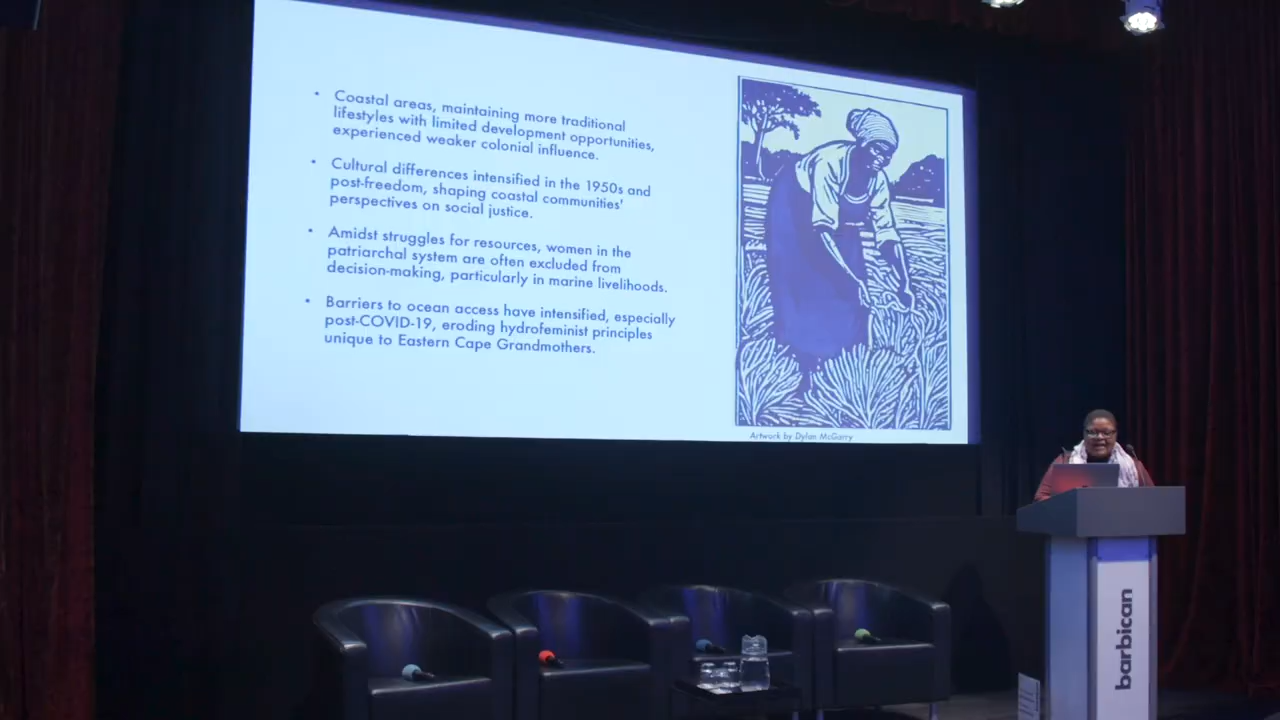 • Coastal areas, maintaining more traditional
lifestyles with limited development opportunities,
experienced weaker colonial influence.
• Cultural differences intensified in the 1950s and
post-freedom, shaping coastal communities'
perspectives on social justice.
• Amidst struggles for resources, women in the
patriarchal system are often excluded from
decision-making, particularly in marine livelihoods.
• Barriers to ocean access have intensified, especially
post-COVID-19, eroding hydrofeminist principles
unique to Eastern Cape Grandmothers.
Artwork by Dylan McGarry
barbican